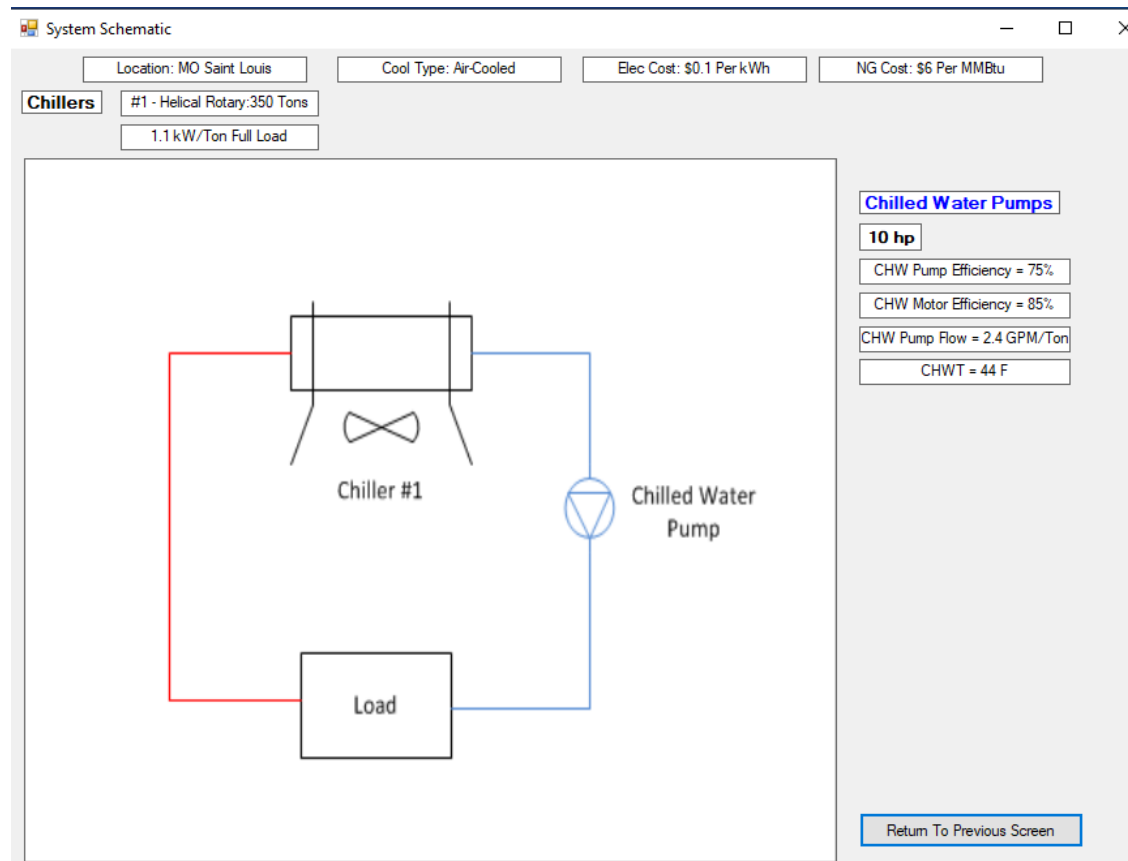 System Schematic
Location: MO Saint Louis
Cool Type: Air-Cooled
Elec Cost: $0.1 Per kWh
NG Cost: $6 Per MMBtu
Chillers
#1 - Helical Rotary:350 Tons
1.1 kW/Ton Full Load
Chilled Water Pumps
10 hp
CHW Pump Efficiency = 75%
CHW Motor Efficiency = 85%
CHW Pump Flow = 2.4 GPM/Ton
CHWT = 44 F
Chiller #1
Chilled Water
Pump
Load
Return To Previous Screen